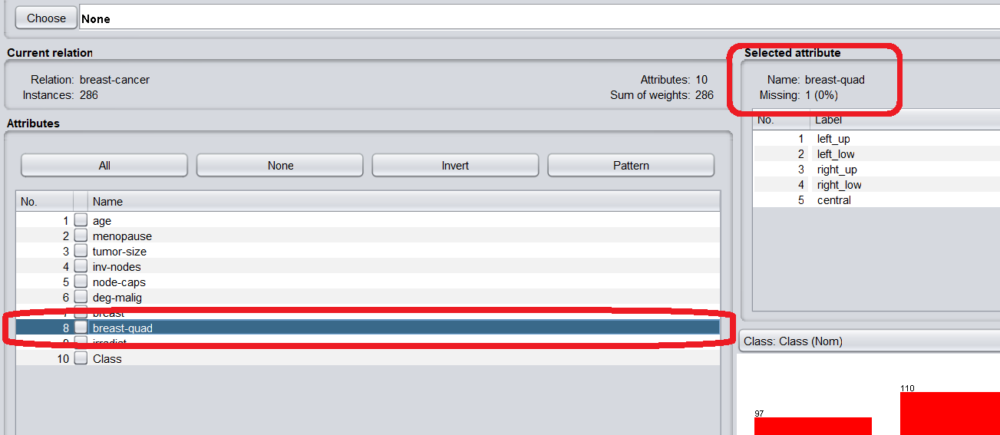 Choose None
Current relation
Relation: breast-cancer Attributes: 10
Instances: 286 Sum of weights: 286
Selected attribute
Name: breast-quad
Missing: 1 (0%)
No. Label
1 left_up
2 left_low
3 right_up
4 right_low
5 central
Attributes
All None Invert Pattern
No. Name
1 age
2 menopause
3 tumor-size
4 inv-nodes
5 node-caps
6 deg-malig
7 breast
8 breast-quad
9 irradiat
10 Class
Class: Class (Nom)
97
110